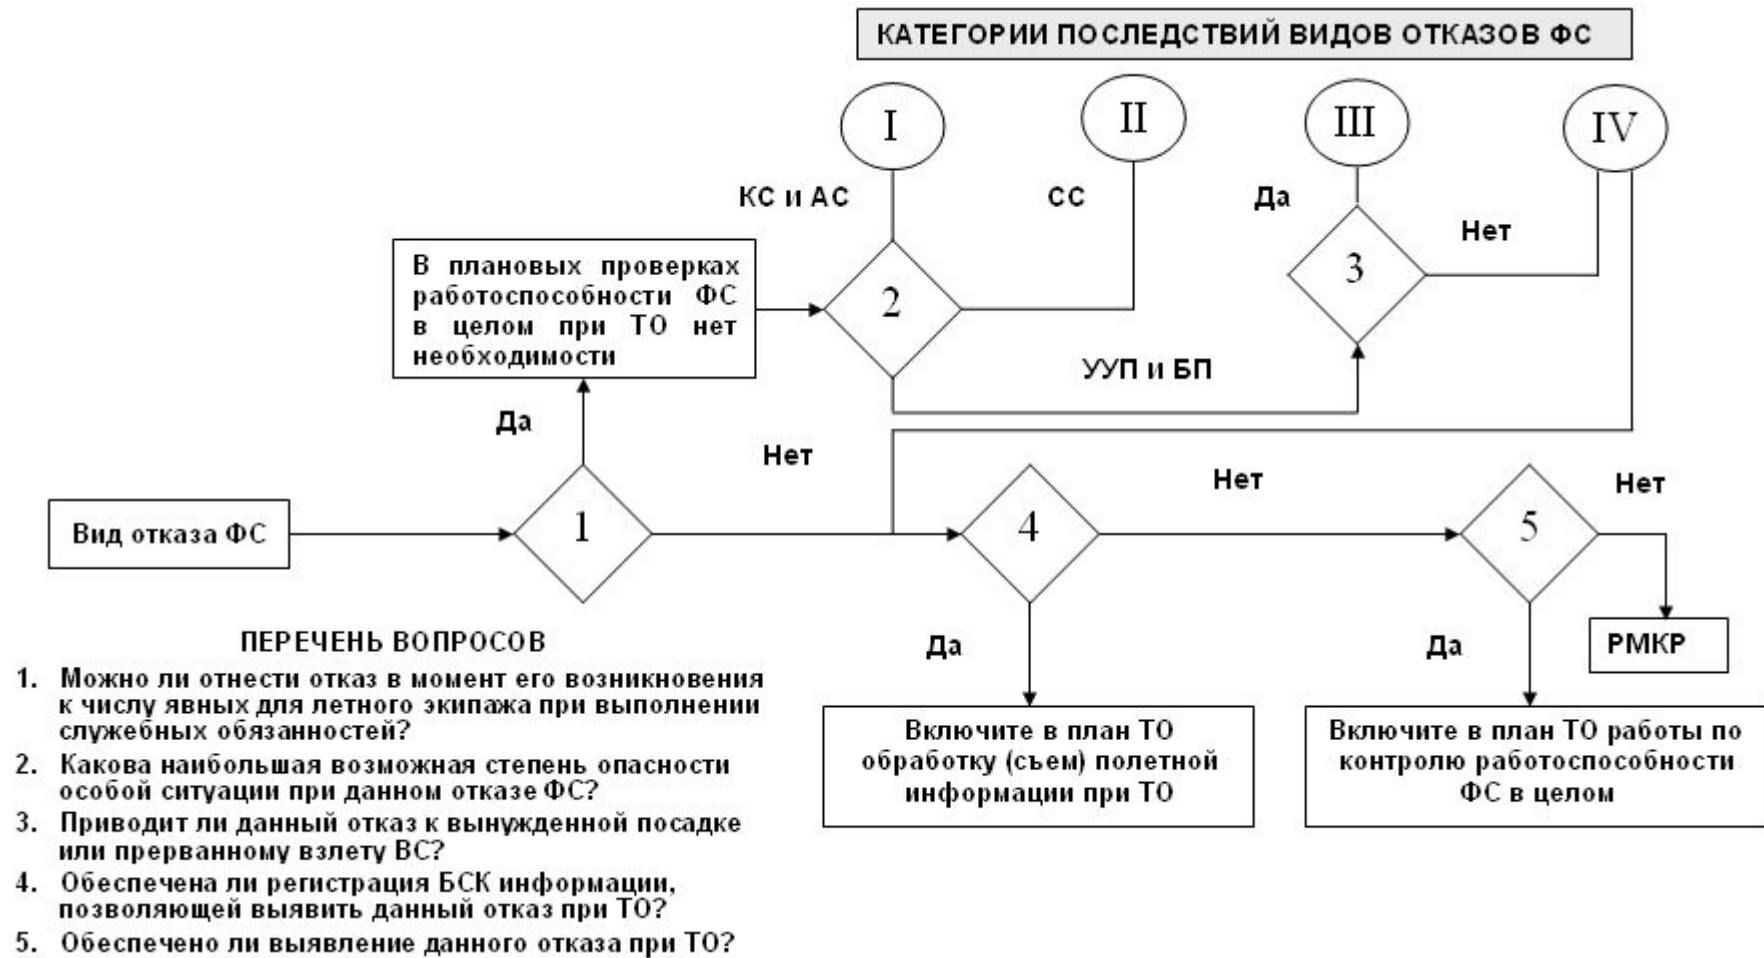 КАТЕГОРИИ ПОСЛЕДСТВИЙ ВИДОВ ОТКАЗОВ ФС
I
II
III
IV
КС и АС
СС
Да
Нет
В плановых проверках
работоспособности ФС
в целом при ТО нет
необходимости
2
3
УУП и БП
Да
Нет
Нет
Нет
Вид отказа ФС
1
4
5
Да
Да
РМКР
Включите в план ТО
обработку (съем) полетной
информации при ТО
Включите в план ТО работы по
контролю работоспособности
ФС в целом
ПЕРЕЧЕНЬ ВОПРОСОВ
1. Можно ли отнести отказ в момент его возникновения
к числу явных для летного экипажа при выполнении
служебных обязанностей?
2. Какова наибольшая возможная степень опасности
особой ситуации при данном отказе ФС?
3. Приводит ли данный отказ к вынужденной посадке
или прерванному взлету ВС?
4. Обеспечена ли регистрация БСК информации,
позволяющей выявить данный отказ при ТО?
5. Обеспечено ли выявление данного отказа при ТО?